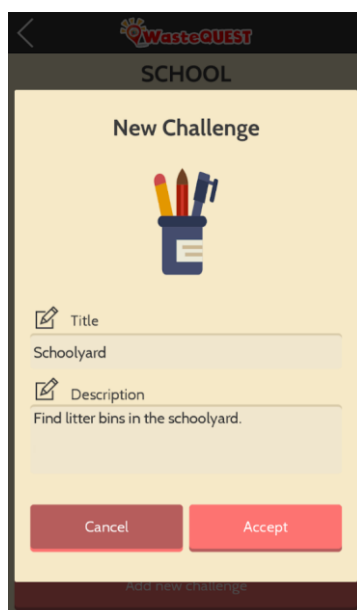 WasteQUEST
SCHOOL
New Challenge
Title
Schoolyard
Description
Find litter bins in the schoolyard.
Cancel
Accept
Add new challenge